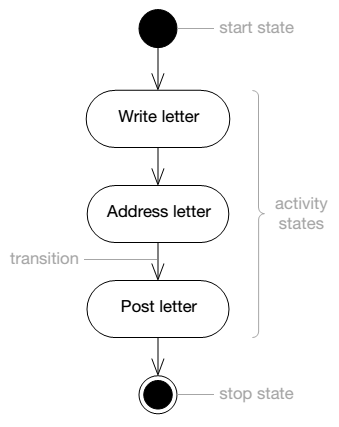 start state
Write letter
Address letter
activity
states
transition
Post letter
stop state